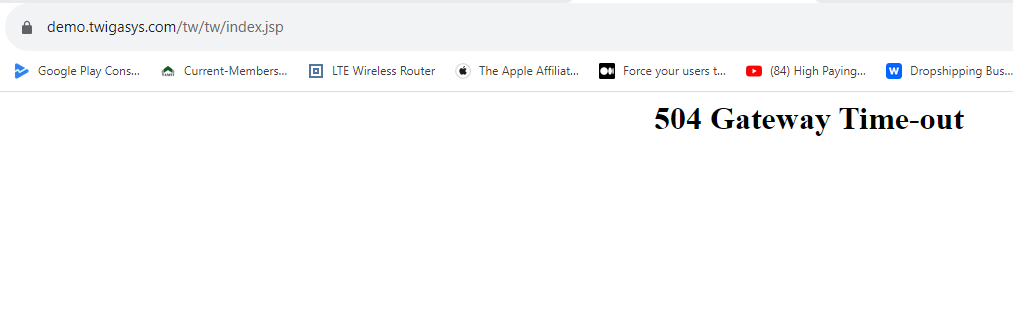 demo.twigasys.com/tw/tw/index.jsp
Google Play Cons... Current-Members... LTE Wireless Router The Apple Affiliat... Force your users t... (84) High Paying... W Dropshipping Bus...
504 Gateway Time-out